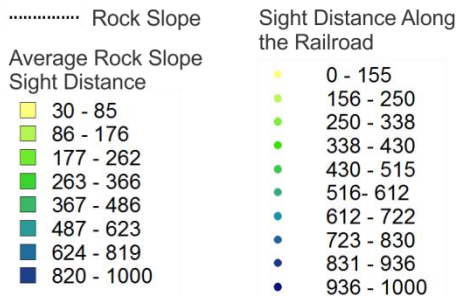 Rock Slope
Average Rock Slope
Sight Distance
30 - 85
86 - 176
177 - 262
263 - 366
367 - 486
487 - 623
624 - 819
820 - 1000
Sight Distance Along
the Railroad
0 - 155
156 - 250
250 - 338
338 - 430
430 - 515
516- 612
612 - 722
723 - 830
831 - 936
936 - 1000